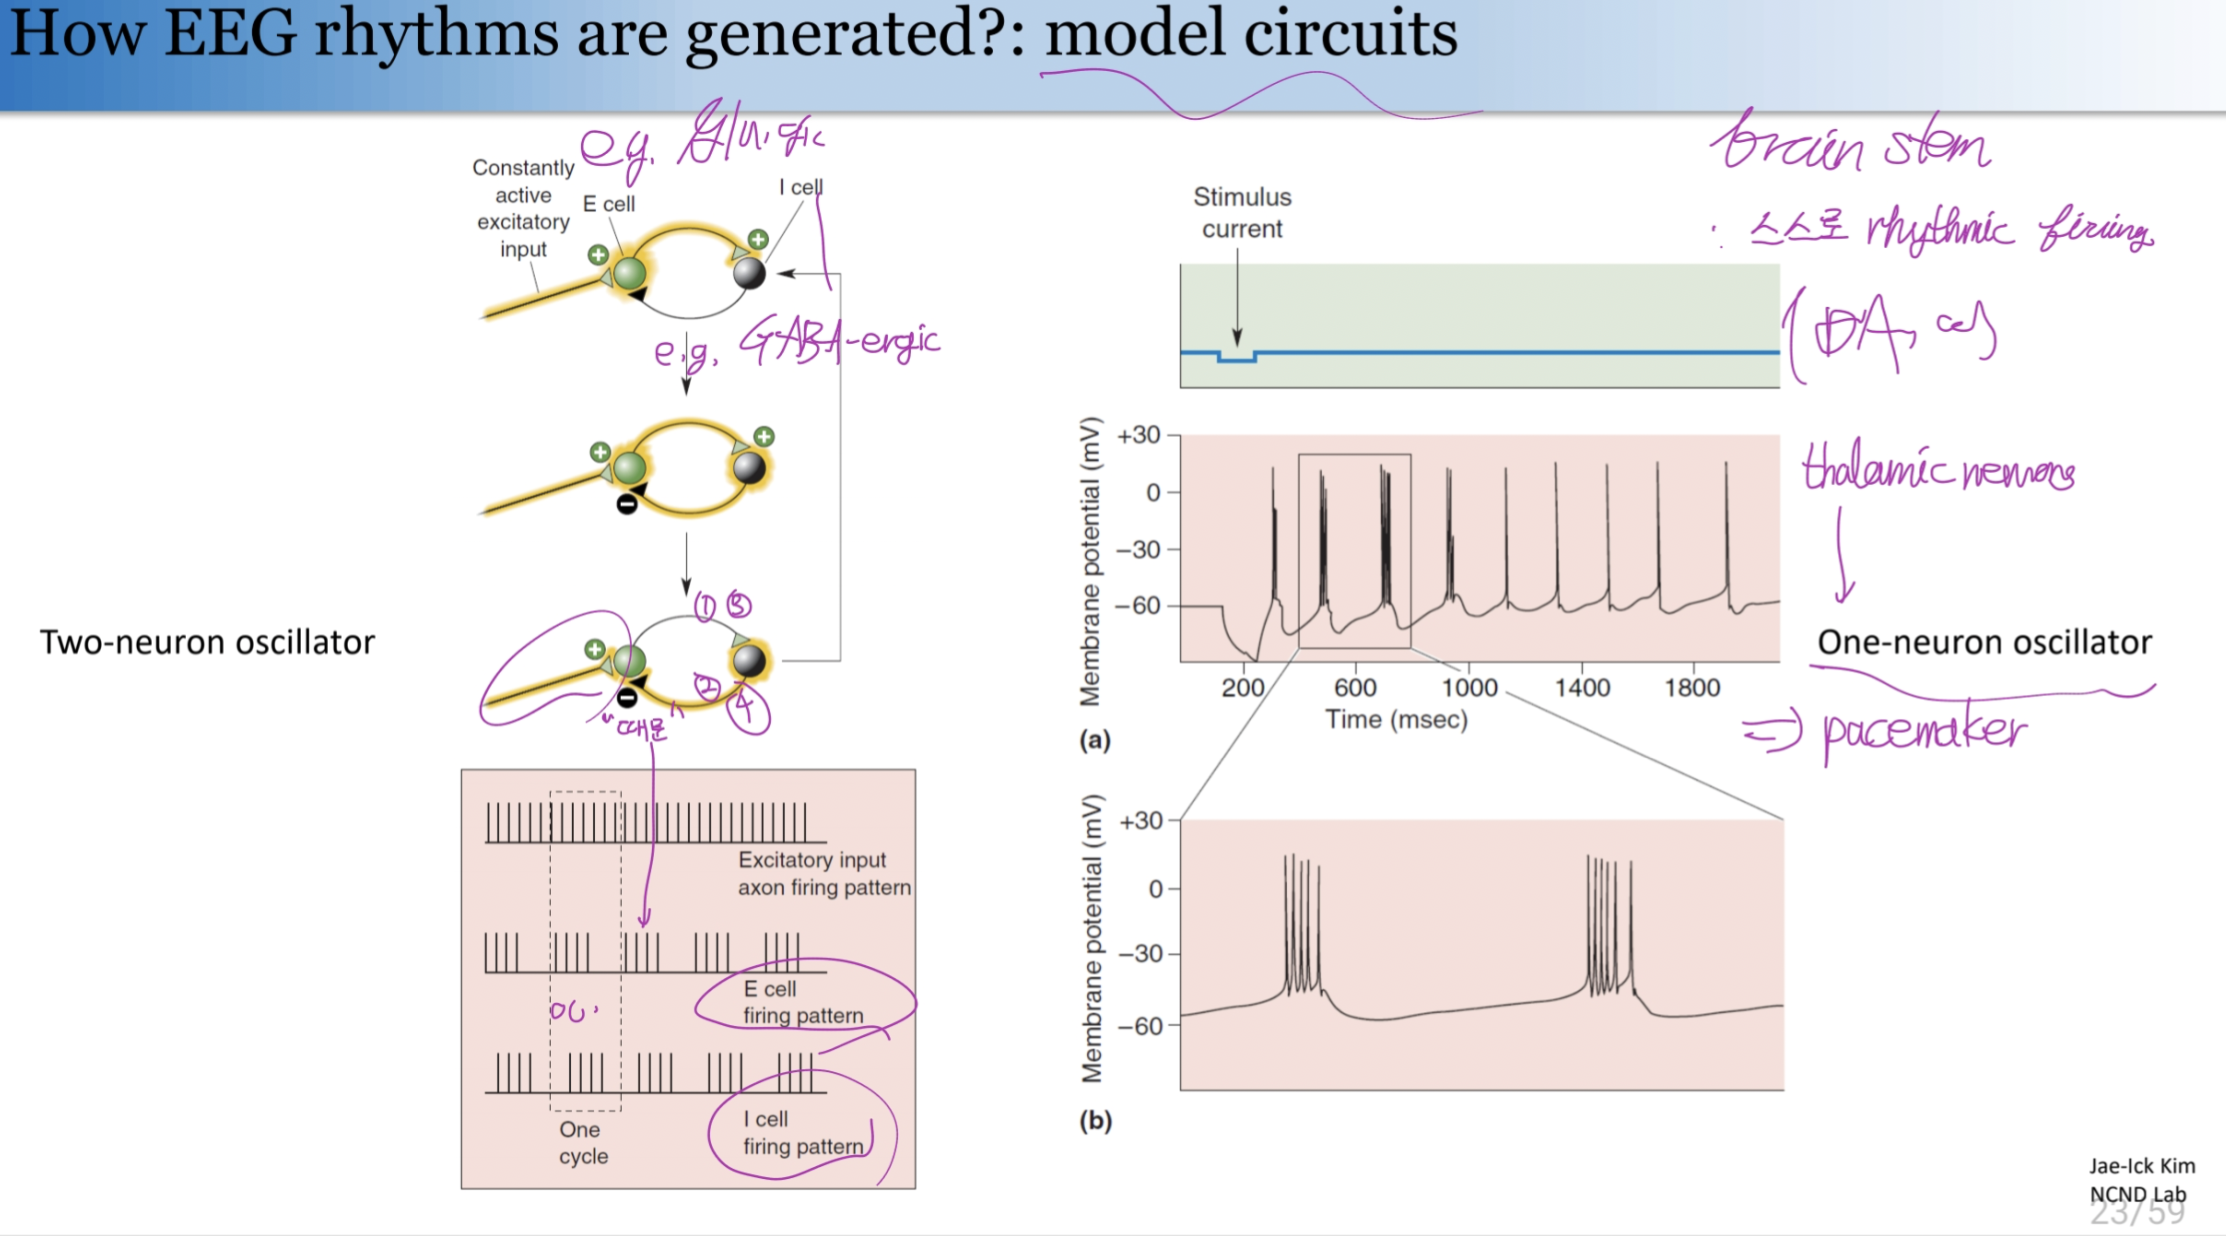 How EEG rhythms are generated?: model circuits
e.g. Glu.gic
Constantly
active
excitatory
input
E cell
I cell
e.g. GABA-ergic
① ③
② ④
"때문"
Two-neuron oscillator
Excitatory input
axon firing pattern
E cell
firing pattern
I cell
firing pattern
One
cycle
brain stem
: 스스로 rhythmic firing
(DA,
Stimulus
current
Membrane potential (mV)
+30
0
−30
−60
200 600 1000 1400 1800
Time (msec)
(a)
thalamic neurons
One-neuron oscillator
⇒ pacemaker
Membrane potential (mV)
+30
0
−30
−60
(b)
Jae-Ick Kim
NCND Lab
23/59